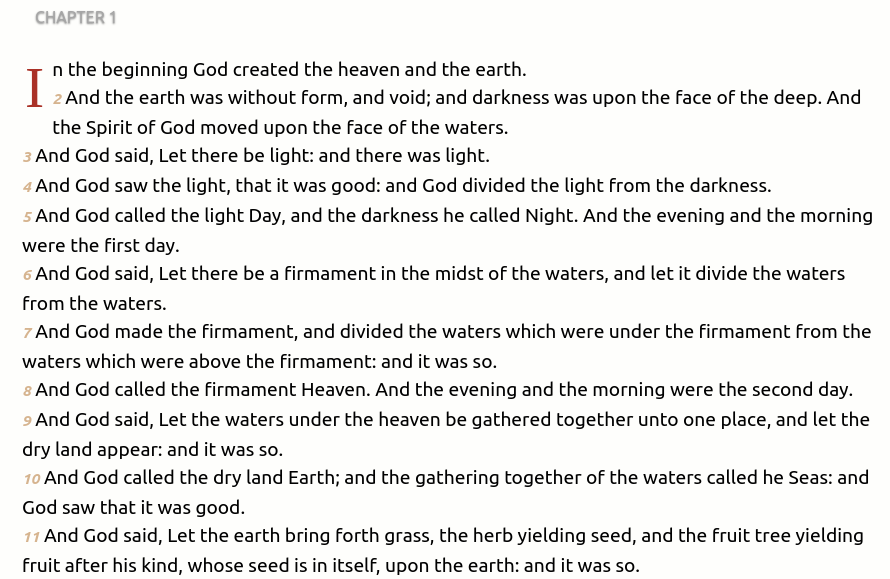 CHAPTER 1
In the beginning God created the heaven and the earth.
2 And the earth was without form, and void; and darkness was upon the face of the deep. And
the Spirit of God moved upon the face of the waters.
3 And God said, Let there be light: and there was light.
4 And God saw the light, that it was good: and God divided the light from the darkness.
5 And God called the light Day, and the darkness he called Night. And the evening and the morning
were the first day.
6 And God said, Let there be a firmament in the midst of the waters, and let it divide the waters
from the waters.
7 And God made the firmament, and divided the waters which were under the firmament from the
waters which were above the firmament: and it was so.
8 And God called the firmament Heaven. And the evening and the morning were the second day.
9 And God said, Let the waters under the heaven be gathered together unto one place, and let the
dry land appear: and it was so.
10 And God called the dry land Earth; and the gathering together of the waters called he Seas: and
God saw that it was good.
11 And God said, Let the earth bring forth grass, the herb yielding seed, and the fruit tree yielding
fruit after his kind, whose seed is in itself, upon the earth: and it was so.